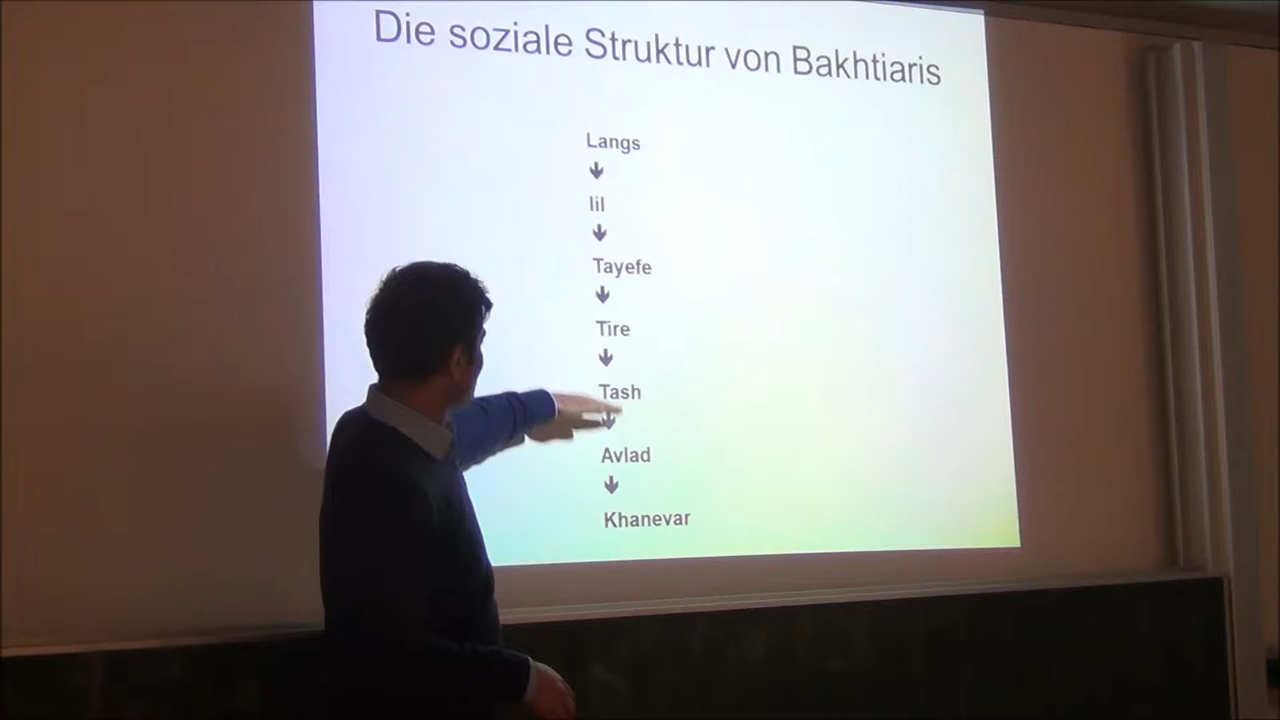 Die soziale Struktur von Bakhtiaris
Langs
Iil
Tayefe
Tire
Tash
Avlad
Khanevar